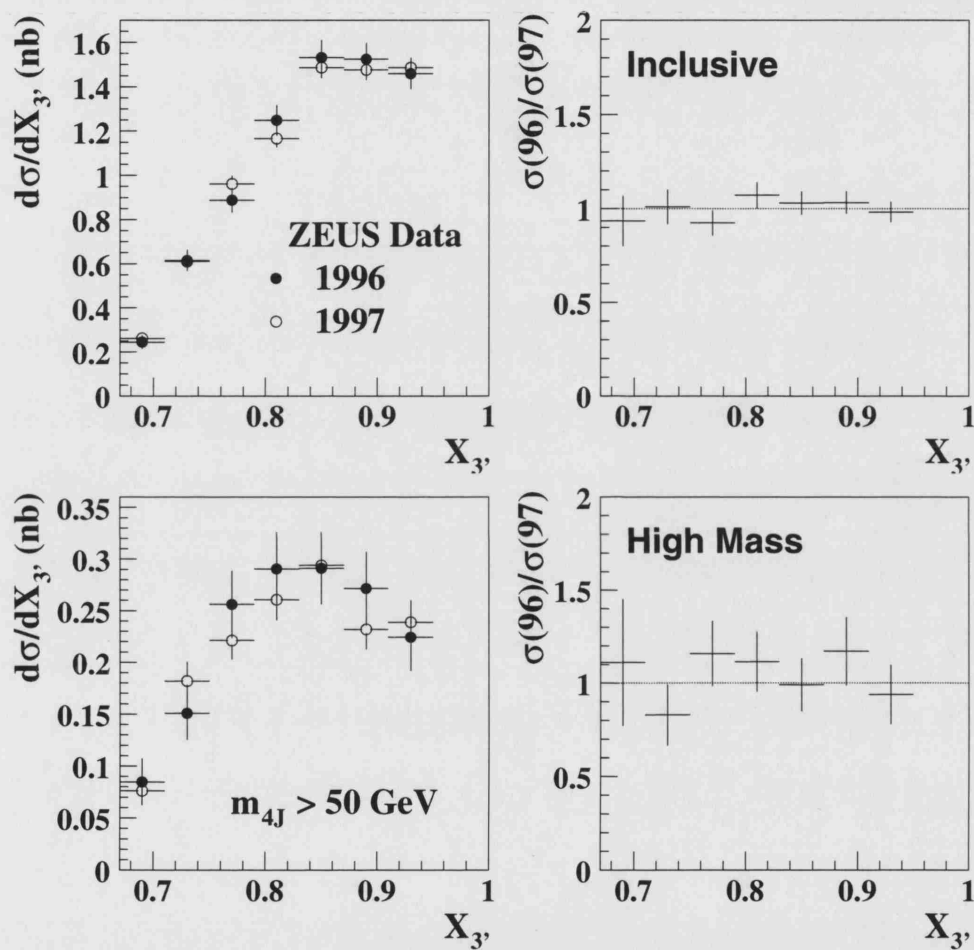 dσ/dX₃, (nb)
1.6
1.4
1.2
1
0.8
0.6
0.4
0.2
0
ZEUS Data
1996
1997
0.7 0.8 0.9 1
X₃,
σ(96)/σ(97)
2
1.5
1
0.5
0
Inclusive
0.7 0.8 0.9 1
X₃,
dσ/dX₃, (nb)
0.35
0.3
0.25
0.2
0.15
0.1
0.05
0
m₄J > 50 GeV
0.7 0.8 0.9 1
X₃,
σ(96)/σ(97)
2
1.5
1
0.5
0
High Mass
0.7 0.8 0.9 1
X₃,